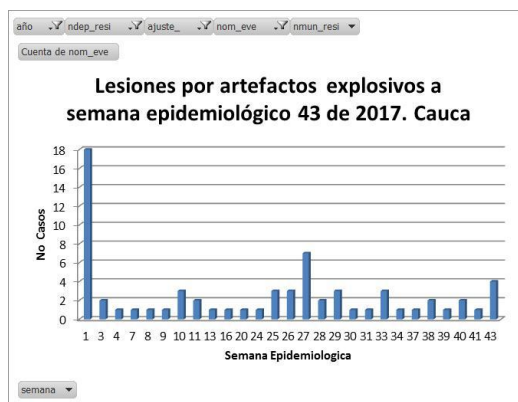 año ndep_resi ajuste_ nom_eve nmun_resi
Cuenta de nom_eve
Lesiones por artefactos explosivos a
semana epidemiológico 43 de 2017. Cauca
18
16
14
12
10
8
6
4
2
0
No Casos
1 3 4 7 8 9 10 11 13 16 20 24 25 26 27 28 29 30 31 33 34 37 38 39 40 41 43
Semana Epidemiologica
semana